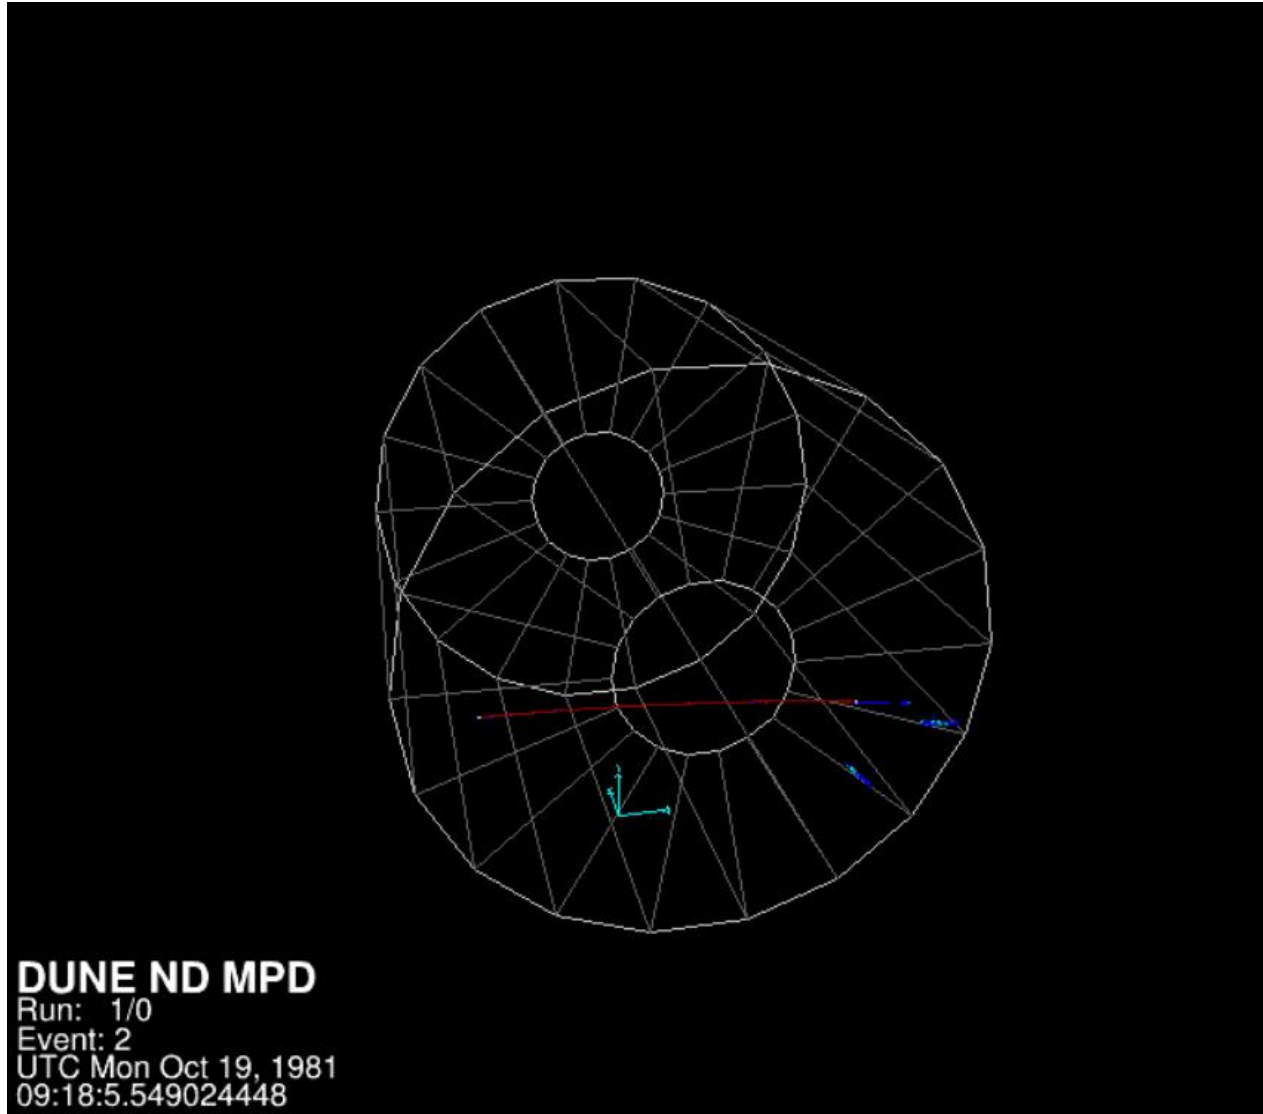 DUNE ND MPD
Run: 1/0
Event: 2
UTC Mon Oct 19, 1981
09:18:5.549024448